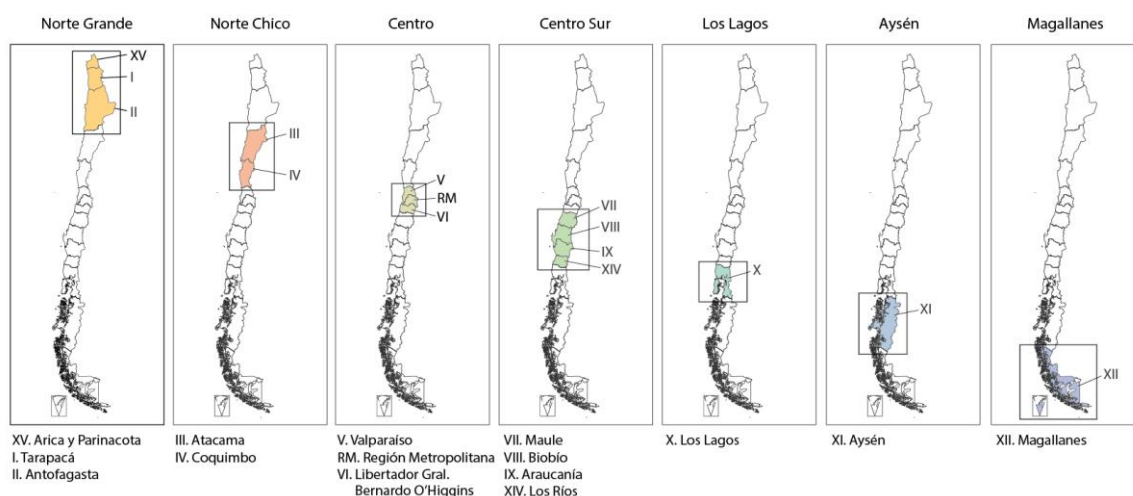 Norte Grande
XV
I
II
XV. Arica y Parinacota
I. Tarapacá
II. Antofagasta
Norte Chico
III
IV
III. Atacama
IV. Coquimbo
Centro
V
RM
VI
V. Valparaíso
RM. Región Metropolitana
VI. Libertador Gral.
Bernardo O'Higgins
Centro Sur
VII
VIII
IX
XIV
VII. Maule
VIII. Biobío
IX. Araucanía
XIV. Los Ríos
Los Lagos
X
X. Los Lagos
Aysén
XI
XI. Aysén
Magallanes
XII
XII. Magallanes